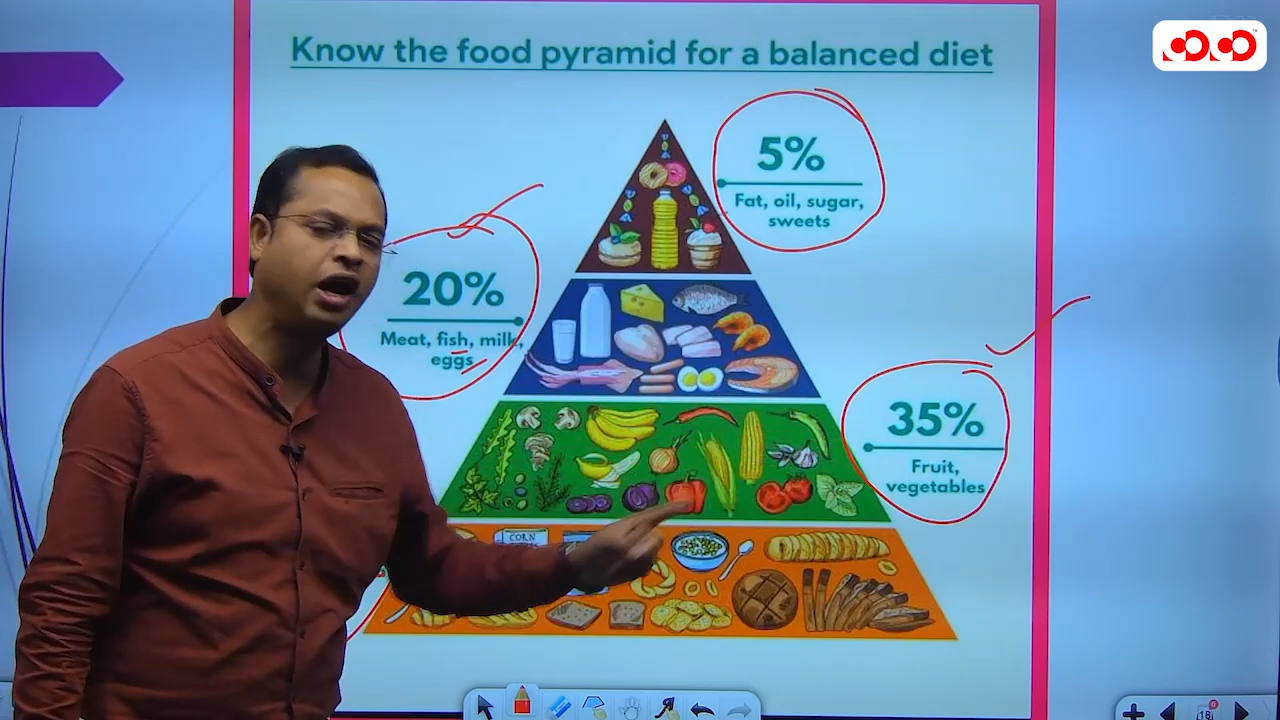 Know the food pyramid for a balanced diet
5%
Fat, oil, sugar,
sweets
20%
Meat, fish, milk,
eggs
35%
Fruit,
vegetables
CORN
18